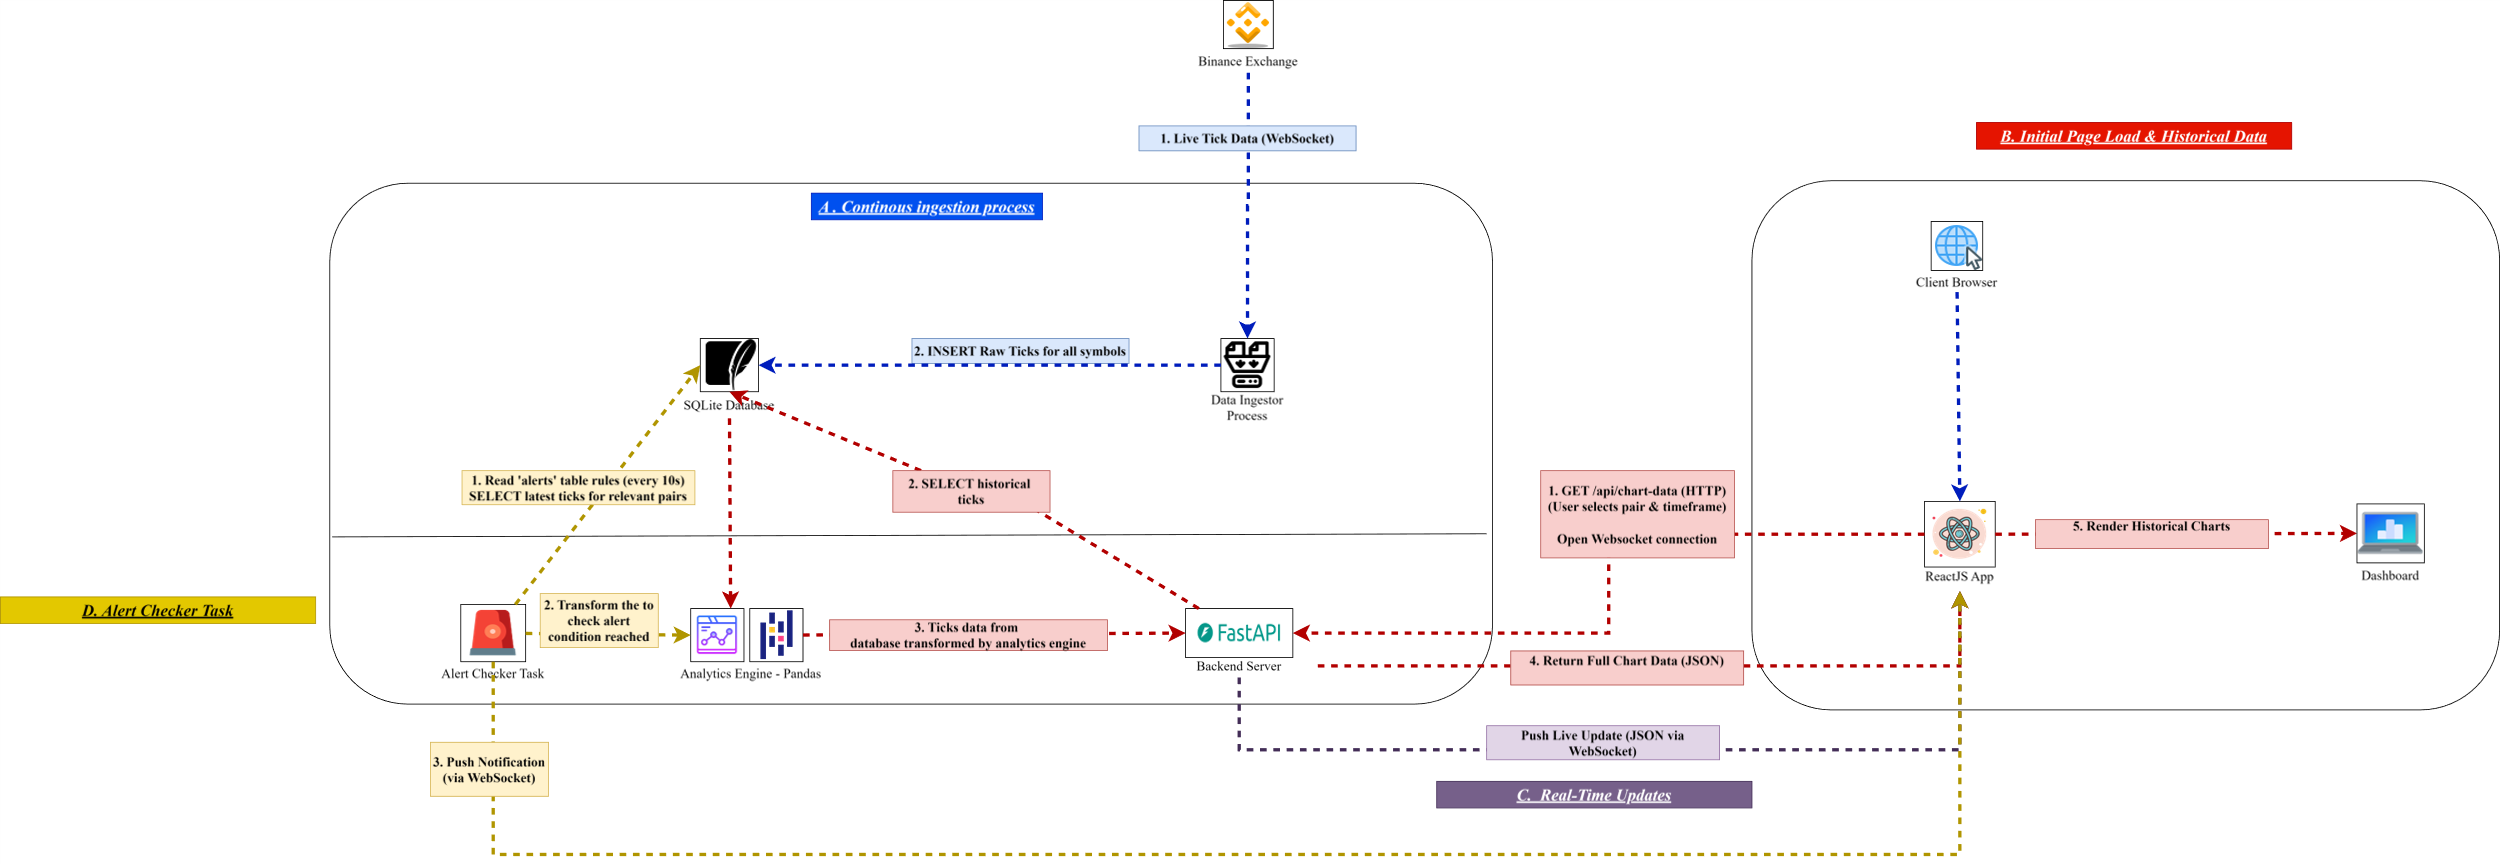 Binance Exchange
1. Live Tick Data (WebSocket)
B. Initial Page Load & Historical Data
A . Continous ingestion process
Client Browser
2. INSERT Raw Ticks for all symbols
SQLite Database
Data Ingestor
Process
1. Read 'alerts' table rules (every 10s)
SELECT latest ticks for relevant pairs
2. SELECT historical
ticks
1. GET /api/chart-data (HTTP)
(User selects pair & timeframe)
Open Websocket connection
5. Render Historical Charts
ReactJS App
Dashboard
D. Alert Checker Task
2. Transform the to
check alert
condition reached
3. Ticks data from
database transformed by analytics engine
FastAPI
Alert Checker Task
Analytics Engine - Pandas
Backend Server
4. Return Full Chart Data (JSON)
Push Live Update (JSON via
WebSocket)
3. Push Notification
(via WebSocket)
C. Real-Time Updates